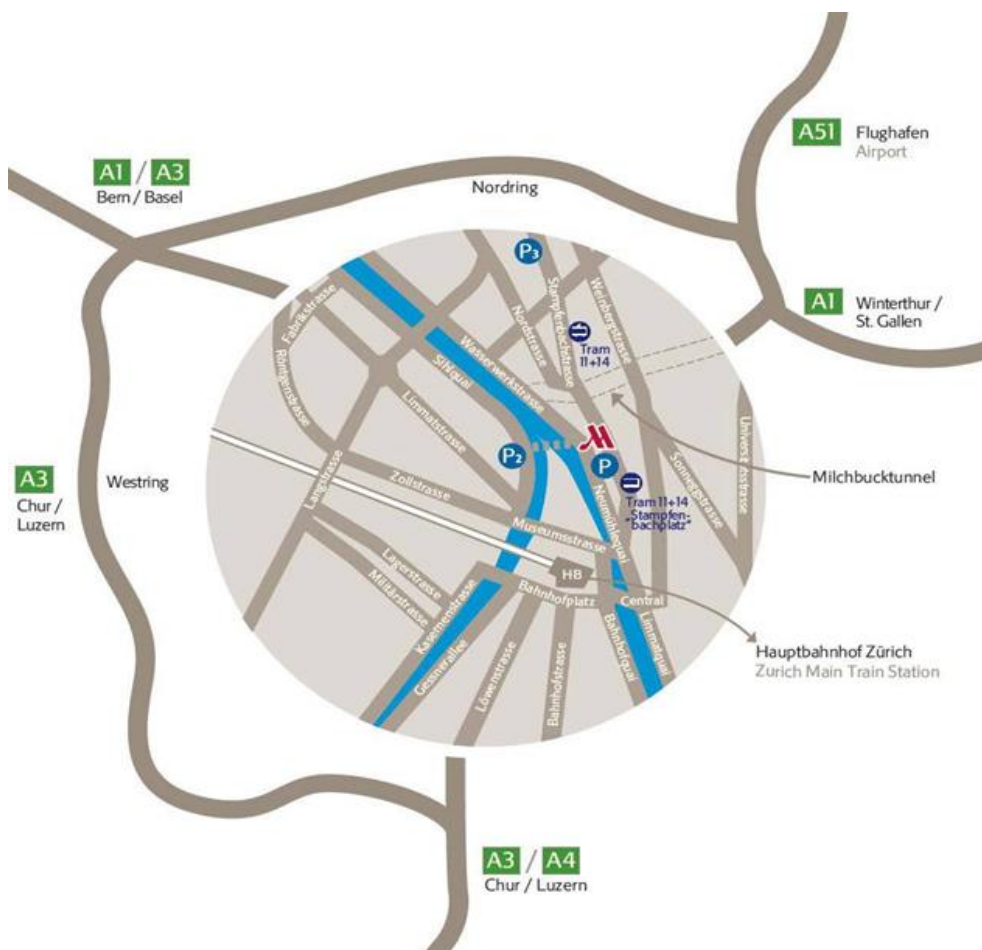 A51
Flughafen
Airport
A1 / A3
Bern / Basel
Nordring
P3
A1
Winterthur /
St. Gallen
Fabrikstrasse
Röntgenstrasse
Sihlquai
Wasserwerkstrasse
Nordstrasse
Stampfenbachstrasse
Weinbergstrasse
Tram
11+14
Limmatstrasse
P2
P
Universitätsstrasse
Sonneggstrasse
Milchbucktunnel
A3
Chur /
Luzern
Westring
Langstrasse
Zollstrasse
Neumühlequai
Tram 11+14
"Stampfen-
bachplatz"
Museumsstrasse
Lagerstrasse
Militärstrasse
HB
Kasernenstrasse
Bahnhofplatz
Central
Gessnerallee
Löwenstrasse
Bahnhofstrasse
Bahnhofquai
Limmatquai
Hauptbahnhof Zürich
Zurich Main Train Station
A3 / A4
Chur / Luzern